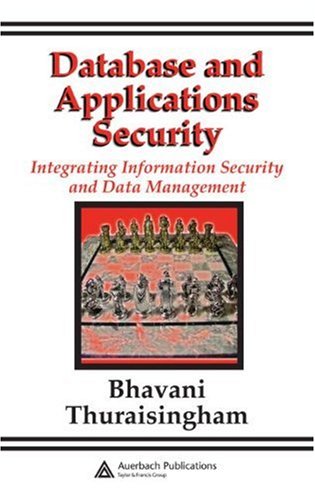 Database and
Applications
Security
Integrating Information Security
and Data Management
Bhavani
Thuraisingham
Auerbach Publications
Taylor & Francis Group